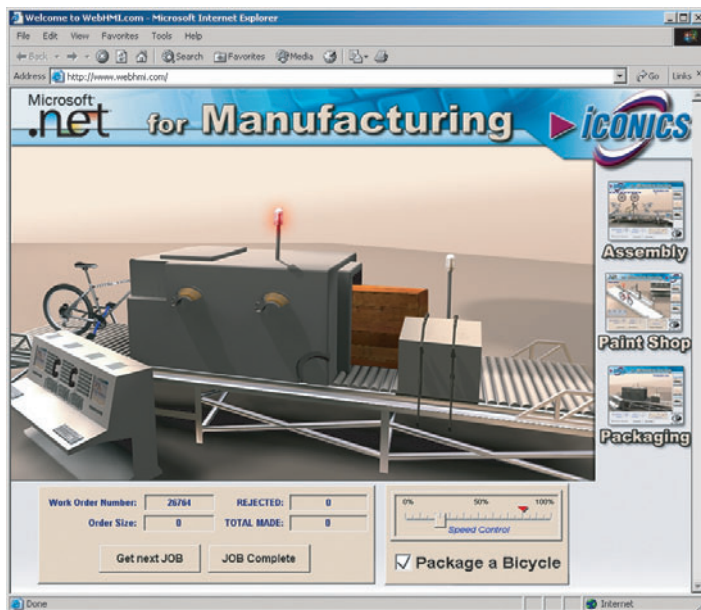 Welcome to WebHMI.com - Microsoft Internet Explorer
File Edit View Favorites Tools Help
Back Search Favorites Media
Address http://www.webhmi.com/ Go Links
Microsoft
.net for Manufacturing ICONICS
Assembly
Paint Shop
Packaging
Work Order Number: 26764 REJECTED: 0
Order Size: 0 TOTAL MADE: 0
Get next JOB JOB Complete
0% 50% 100%
Speed Control
Package a Bicycle
Done Internet